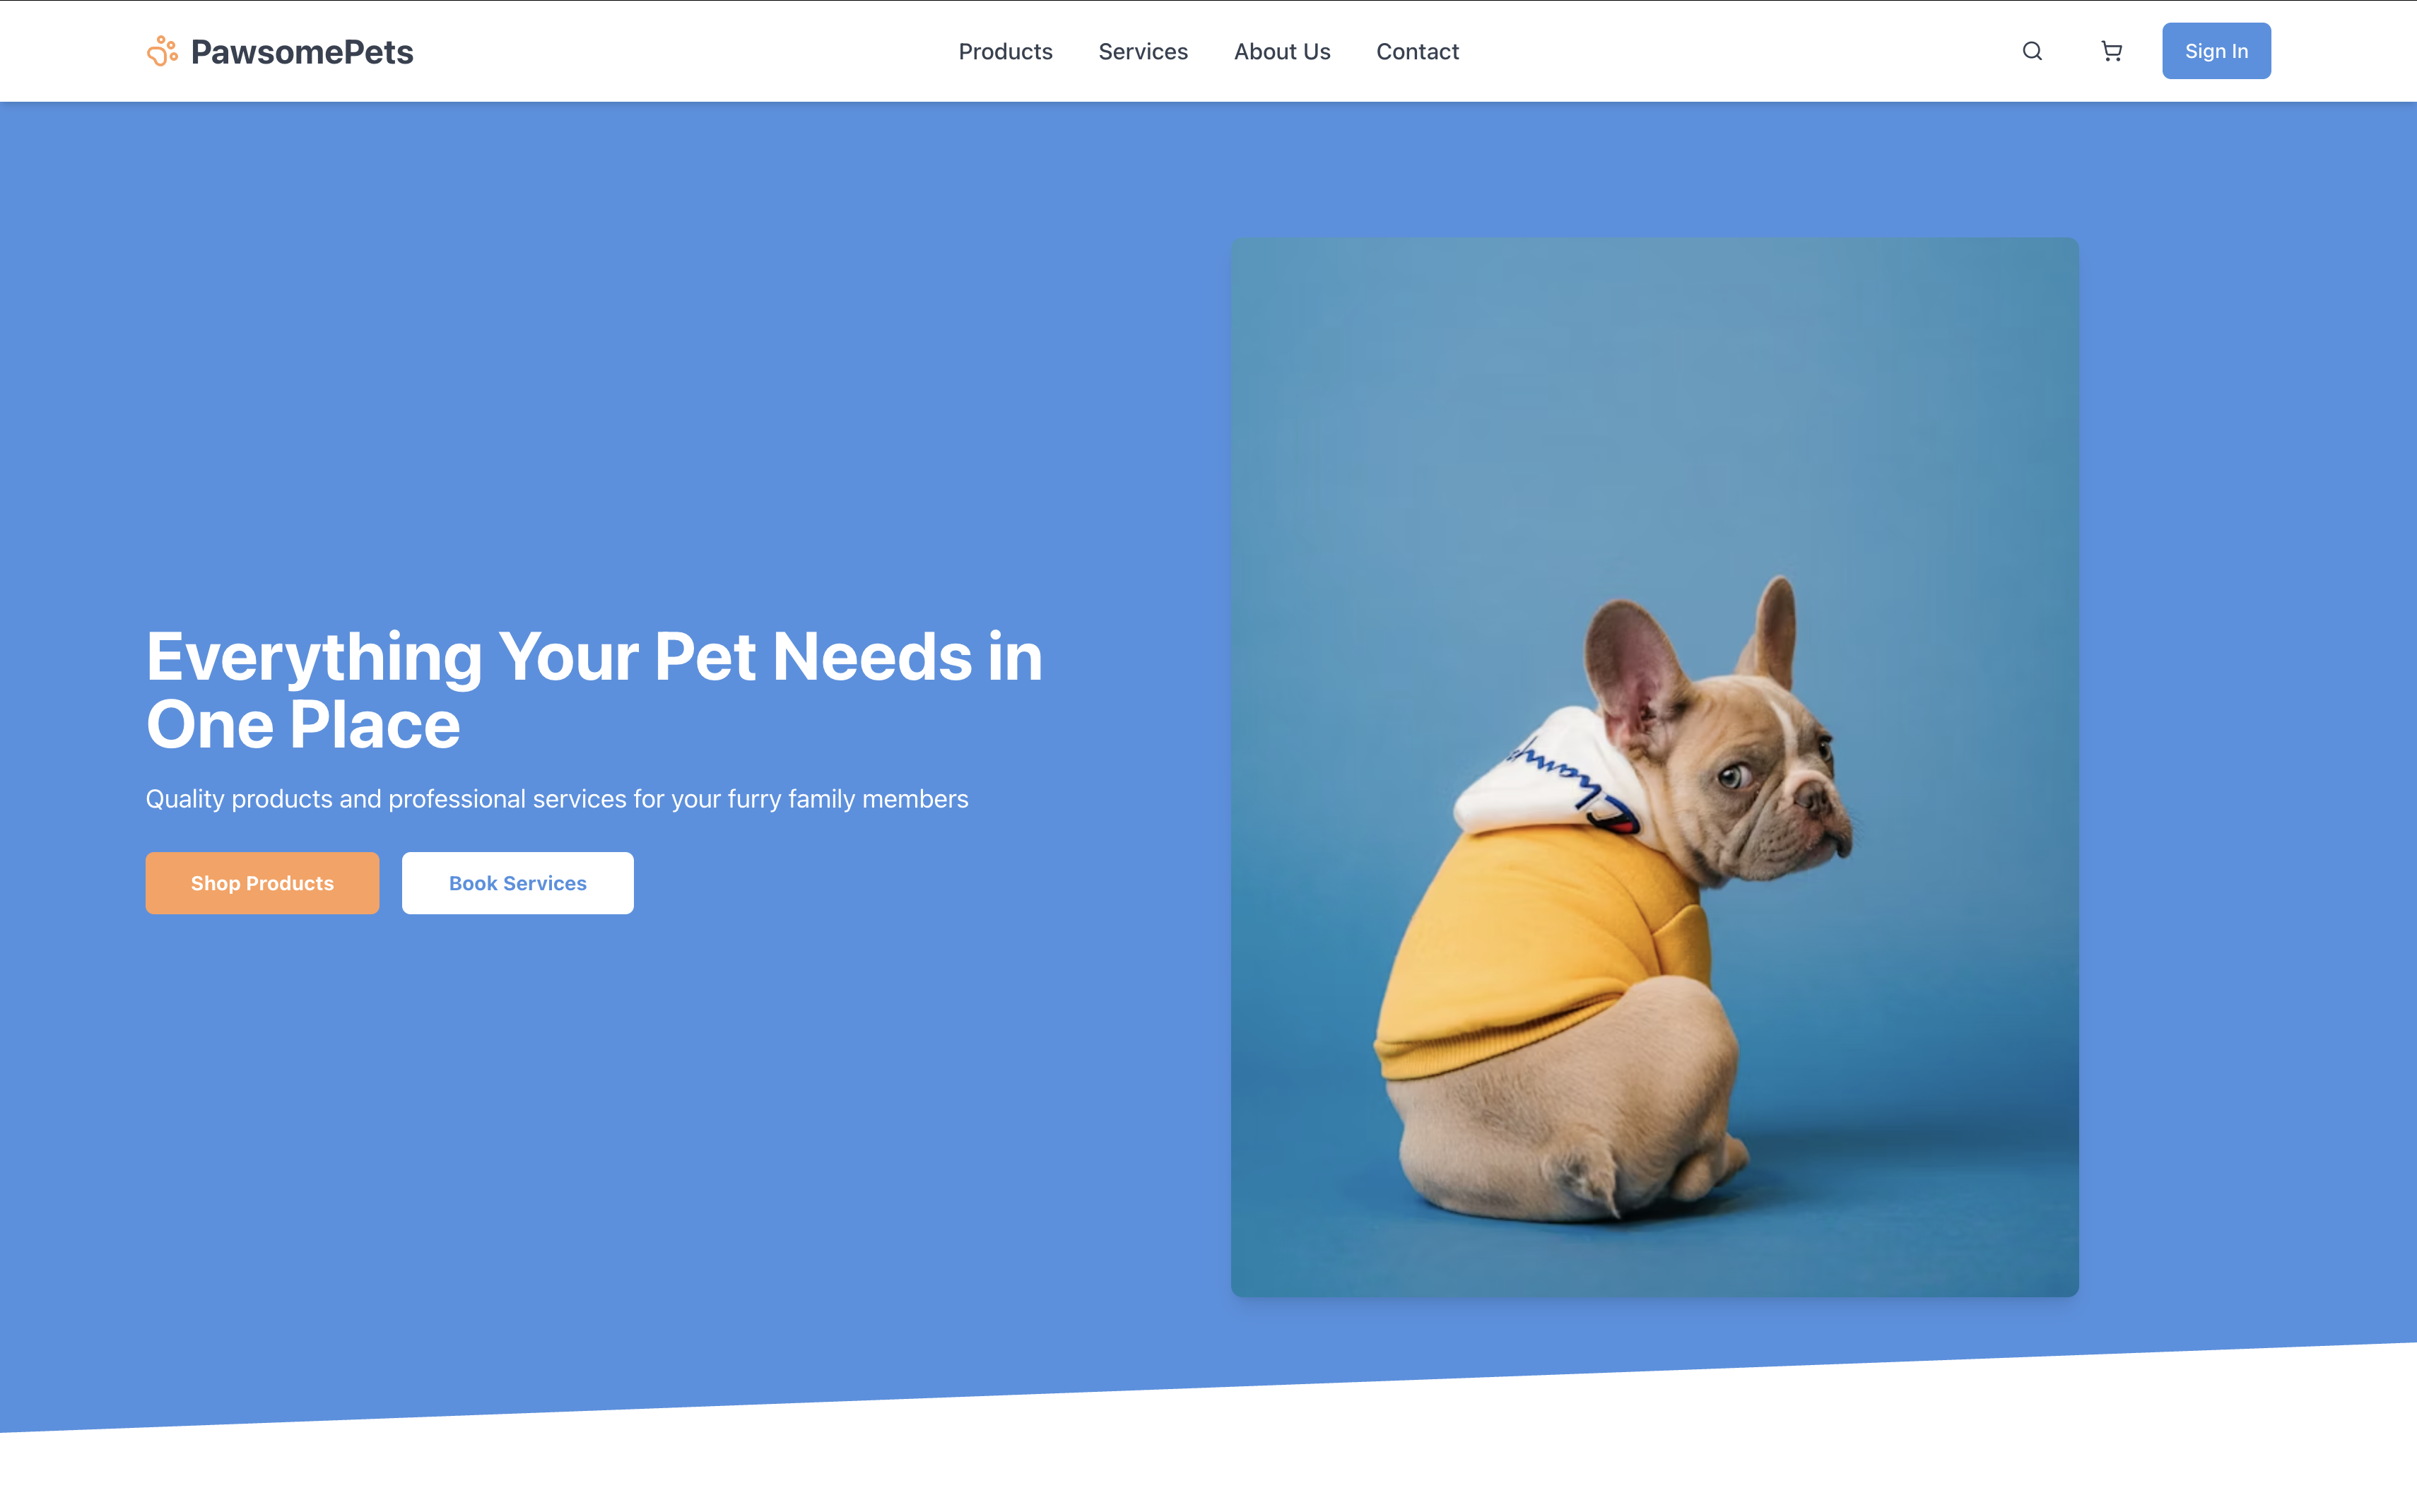 PawsomePets
Products Services About Us Contact
Sign In
Everything Your Pet Needs in
One Place
Quality products and professional services for your furry family members
Shop Products Book Services
Champion